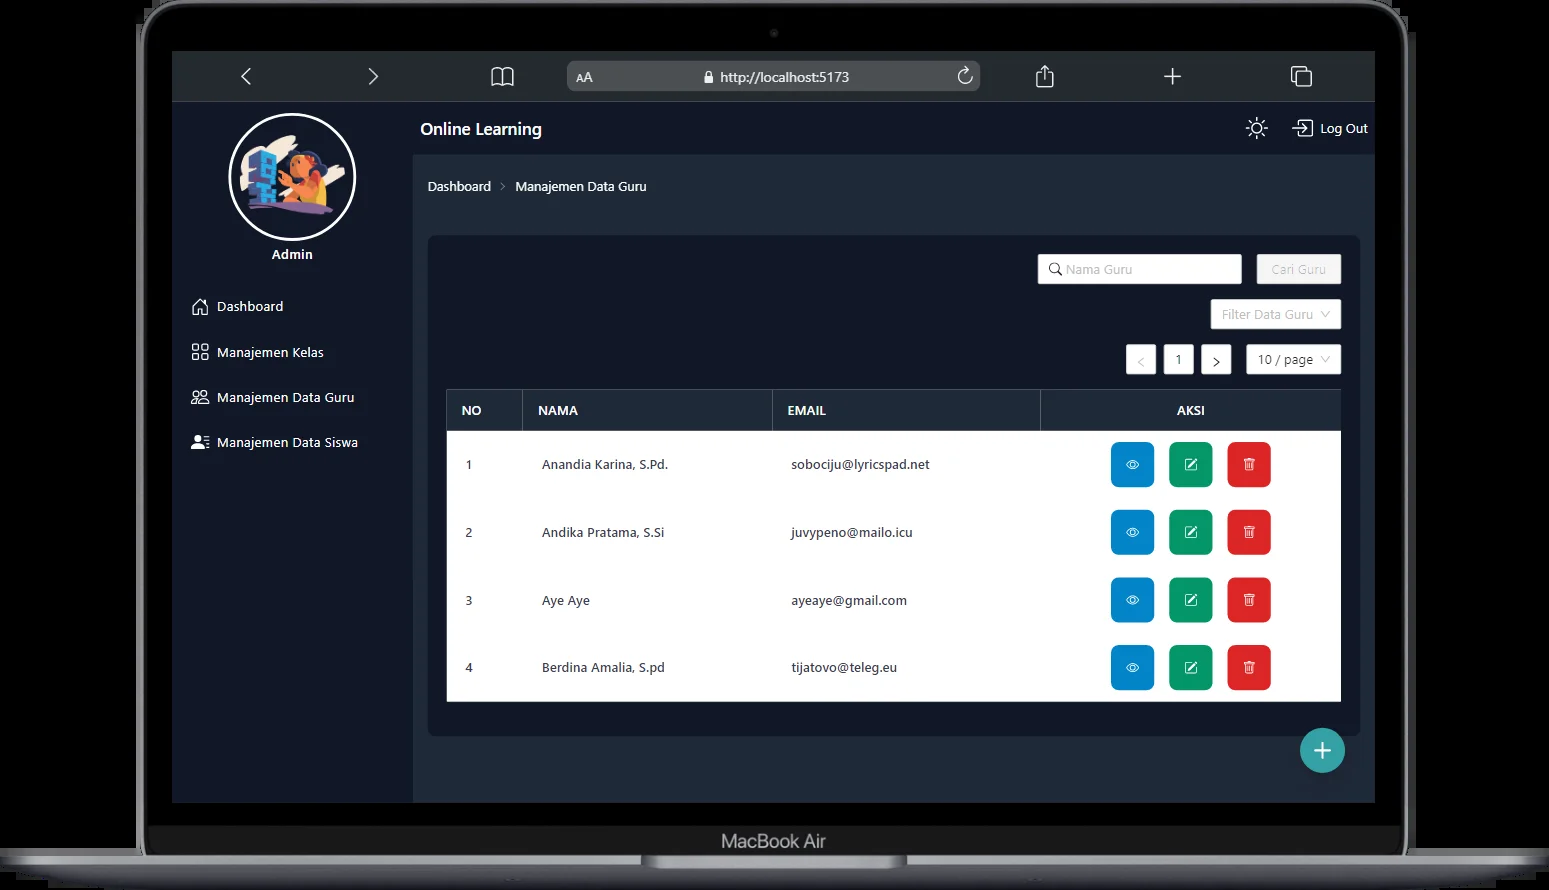 AA
http://localhost:5173
Online Learning
Log Out
Admin
Dashboard
Manajemen Kelas
Manajemen Data Guru
Manajemen Data Siswa
Dashboard > Manajemen Data Guru
Nama Guru
Cari Guru
Filter Data Guru
< 1 > 10 / page
NO NAMA EMAIL AKSI
1 Anandia Karina, S.Pd. sobociju@lyricspad.net
2 Andika Pratama, S.Si juvypeno@mailo.icu
3 Aye Aye ayeaye@gmail.com
4 Berdina Amalia, S.pd tijatovo@teleg.eu
MacBook Air